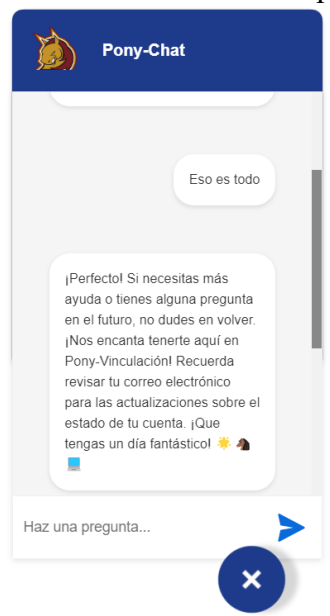 Pony-Chat
Eso es todo
¡Perfecto! Si necesitas más
ayuda o tienes alguna pregunta
en el futuro, no dudes en volver.
¡Nos encanta tenerte aquí en
Pony-Vinculación! Recuerda
revisar tu correo electrónico
para las actualizaciones sobre el
estado de tu cuenta. ¡Que
tengas un día fantástico! 🌟 🐴
💻
Haz una pregunta...